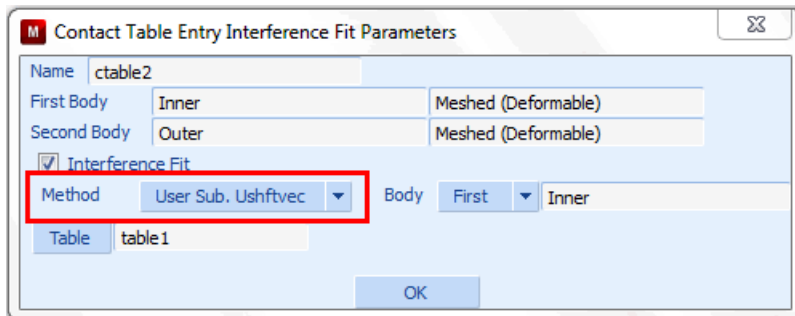 M Contact Table Entry Interference Fit Parameters
Name ctable2
First Body Inner Meshed (Deformable)
Second Body Outer Meshed (Deformable)
Interference Fit
Method User Sub. Ushftvec Body First Inner
Table table1
OK